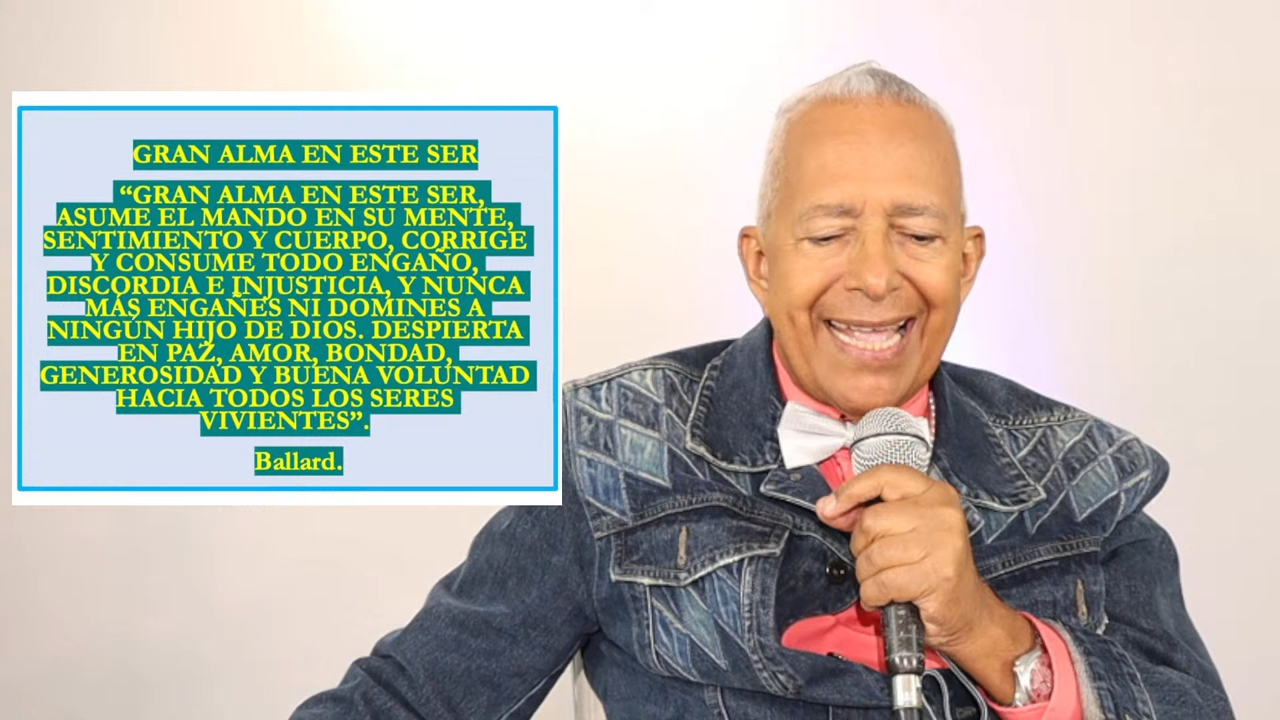 GRAN ALMA EN ESTE SER
“GRAN ALMA EN ESTE SER,
ASUME EL MANDO EN SU MENTE,
SENTIMIENTO Y CUERPO, CORRIGE
Y CONSUME TODO ENGAÑO,
DISCORDIA E INJUSTICIA, Y NUNCA
MÁS ENGAÑES NI DOMINES A
NINGÚN HIJO DE DIOS. DESPIERTA
EN PAZ, AMOR, BONDAD,
GENEROSIDAD Y BUENA VOLUNTAD
HACIA TODOS LOS SERES
VIVIENTES”.
Ballard.